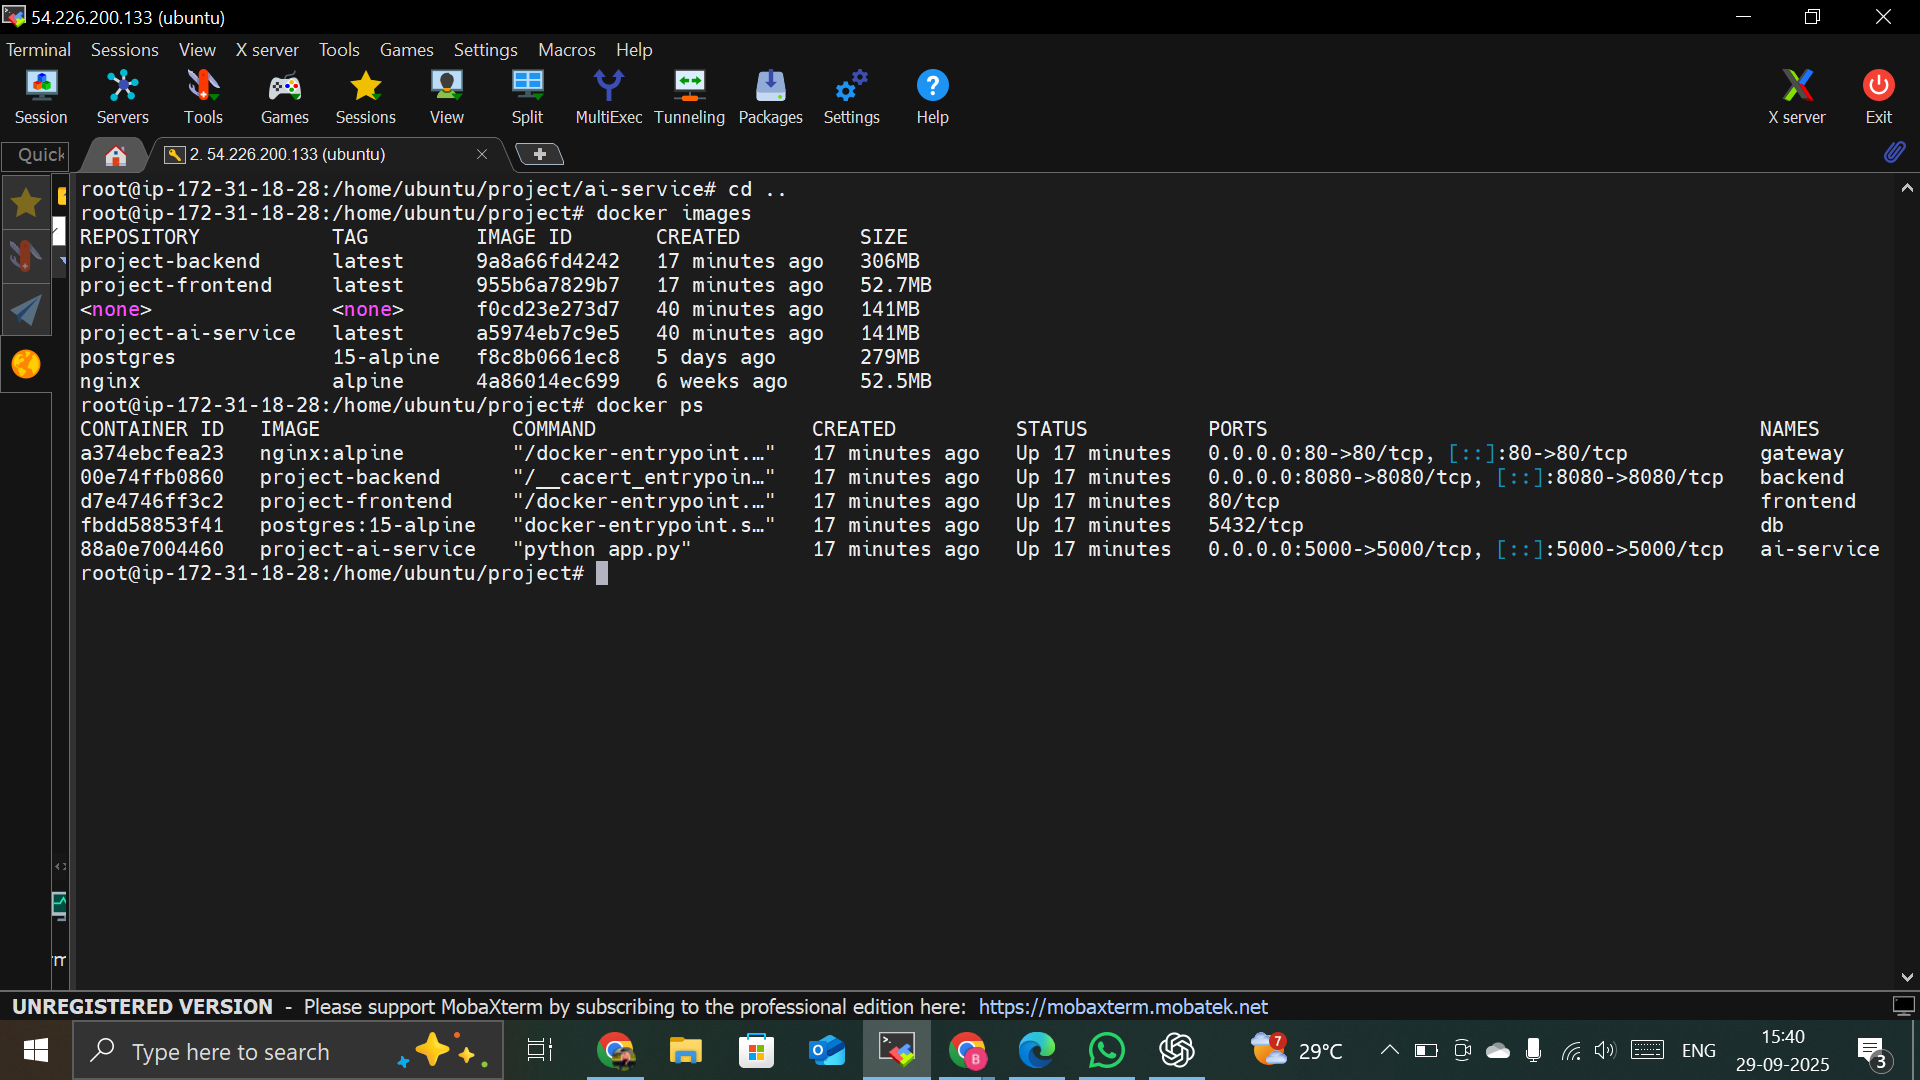 54.226.200.133 (ubuntu)
Terminal Sessions View X server Tools Games Settings Macros Help
Session Servers Tools Games Sessions View Split MultiExec Tunneling Packages Settings Help X server Exit
Quick 2. 54.226.200.133 (ubuntu)
root@ip-172-31-18-28:/home/ubuntu/project/ai-service# cd ..
root@ip-172-31-18-28:/home/ubuntu/project# docker images
REPOSITORY TAG IMAGE ID CREATED SIZE
project-backend latest 9a8a66fd4242 17 minutes ago 306MB
project-frontend latest 955b6a7829b7 17 minutes ago 52.7MB
<none> <none> f0cd23e273d7 40 minutes ago 141MB
project-ai-service latest a5974eb7c9e5 40 minutes ago 141MB
postgres 15-alpine f8c8b0661ec8 5 days ago 279MB
nginx alpine 4a86014ec699 6 weeks ago 52.5MB
root@ip-172-31-18-28:/home/ubuntu/project# docker ps
CONTAINER ID IMAGE COMMAND CREATED STATUS PORTS NAMES
a374ebcfea23 nginx:alpine "/docker-entrypoint.…" 17 minutes ago Up 17 minutes 0.0.0.0:80->80/tcp, [::]:80->80/tcp gateway
00e74ffb0860 project-backend "/__cacert_entrypoin…" 17 minutes ago Up 17 minutes 0.0.0.0:8080->8080/tcp, [::]:8080->8080/tcp backend
d7e4746ff3c2 project-frontend "/docker-entrypoint.…" 17 minutes ago Up 17 minutes 80/tcp frontend
fbdd58853f41 postgres:15-alpine "docker-entrypoint.s…" 17 minutes ago Up 17 minutes 5432/tcp db
88a0e7004460 project-ai-service "python app.py" 17 minutes ago Up 17 minutes 0.0.0.0:5000->5000/tcp, [::]:5000->5000/tcp ai-service
root@ip-172-31-18-28:/home/ubuntu/project#
UNREGISTERED VERSION - Please support MobaXterm by subscribing to the professional edition here: https://mobaxterm.mobatek.net
Type here to search 7 29°C ENG 15:40
29-09-2025 3